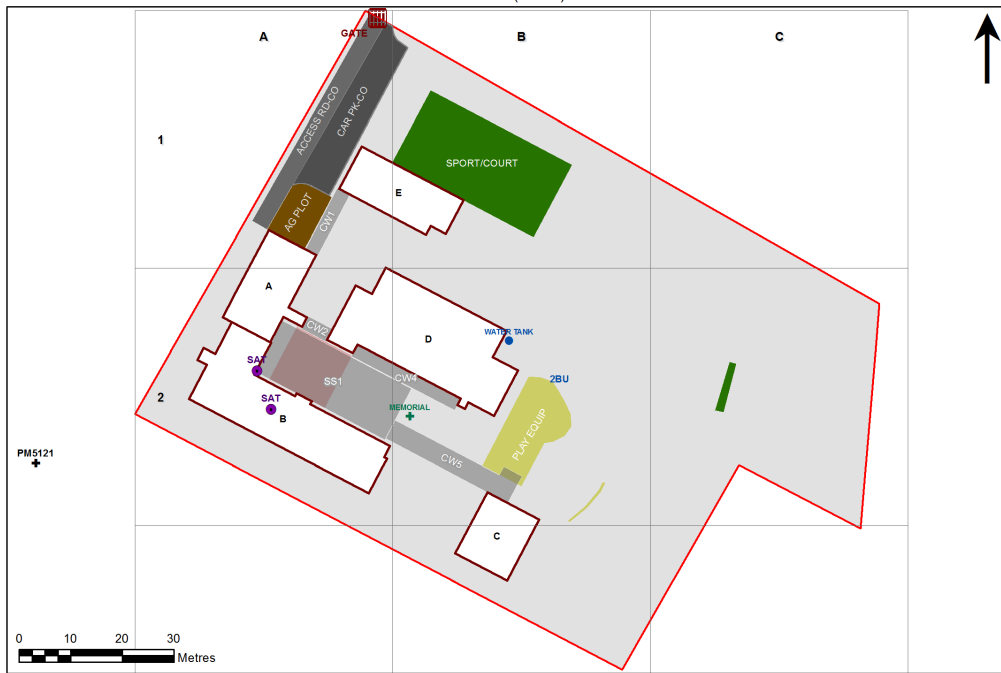 A
B
C
GATE
ACCESS RD-CO
CAR PK-CO
1
SPORT/COURT
E
AG PLOT
CW1
A
CW2
D
WATER TANK
SAT
SS1
CW4
2BU
2
SAT
MEMORIAL
B
PLAY EQUIP
PM5121
CW5
C
0 10 20 30
Metres